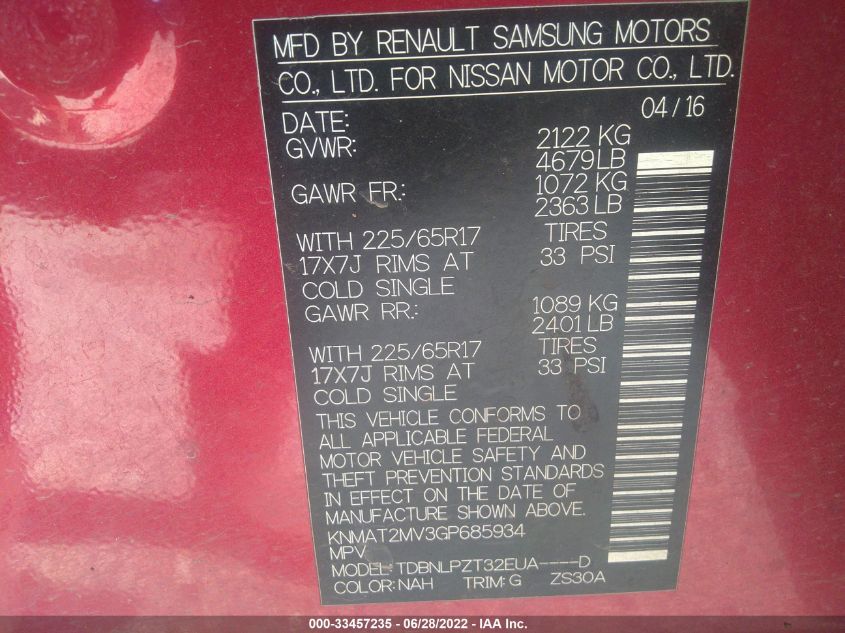 MFD BY RENAULT SAMSUNG MOTORS
CO., LTD. FOR NISSAN MOTOR CO., LTD.
DATE: 04/16
GVWR: 2122 KG
4679 LB
GAWR FR.: 1072 KG
2363 LB
WITH 225/65R17 TIRES
17X7J RIMS AT 33 PSI
COLD SINGLE
GAWR RR.: 1089 KG
2401 LB
WITH 225/65R17 TIRES
17X7J RIMS AT 33 PSI
COLD SINGLE
THIS VEHICLE CONFORMS TO
ALL APPLICABLE FEDERAL
MOTOR VEHICLE SAFETY AND
THEFT PREVENTION STANDARDS
IN EFFECT ON THE DATE OF
MANUFACTURE SHOWN ABOVE.
KNMAT2MV3GP685934
MPV
MODEL: TDBNLPZT32EUA----D
COLOR: NAH TRIM: G ZS30A
000-33457235 - 06/28/2022 - IAA Inc.